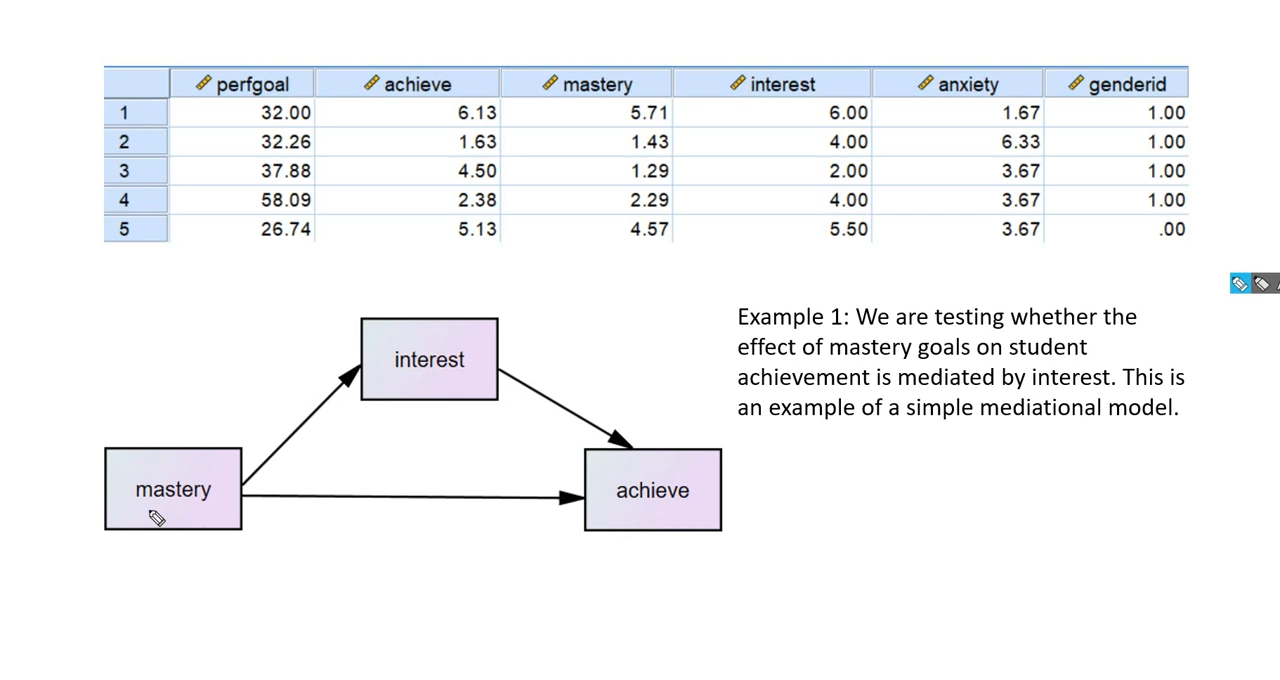 perfgoal achieve mastery interest anxiety genderid
1 32.00 6.13 5.71 6.00 1.67 1.00
2 32.26 1.63 1.43 4.00 6.33 1.00
3 37.88 4.50 1.29 2.00 3.67 1.00
4 58.09 2.38 2.29 4.00 3.67 1.00
5 26.74 5.13 4.57 5.50 3.67 .00
Example 1: We are testing whether the
effect of mastery goals on student
achievement is mediated by interest. This is
an example of a simple mediational model.
interest
mastery
achieve